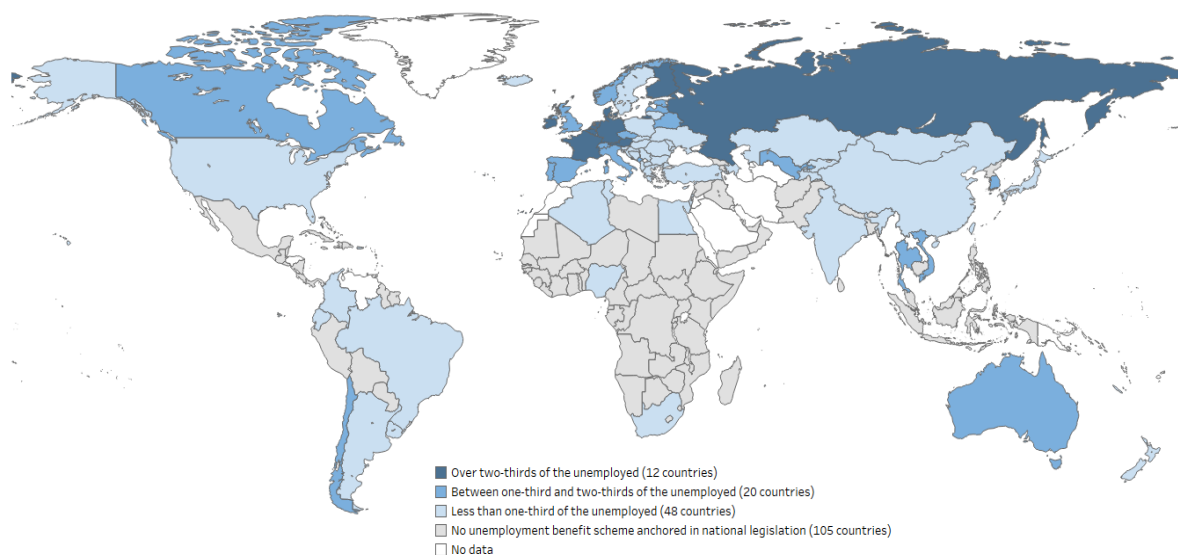 Over two-thirds of the unemployed (12 countries)
Between one-third and two-thirds of the unemployed (20 countries)
Less than one-third of the unemployed (48 countries)
No unemployment benefit scheme anchored in national legislation (105 countries)
No data